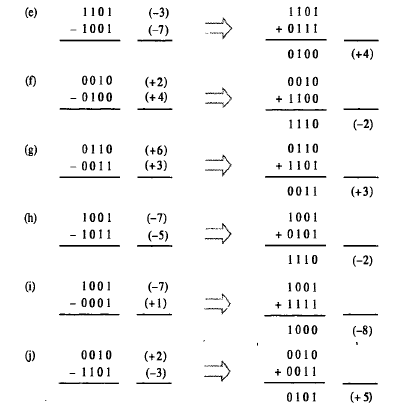 (e) 1101 (-3) ⇒ 1101
- 1001 (-7) + 0111
0100 (+4)
(f) 0010 (+2) 0010
- 0100 (+4) ⇒ + 1100
1110 (-2)
(g) 0110 (+6) 0110
- 0011 (+3) ⇒ + 1101
0011 (+3)
(h) 1001 (-7) 1001
- 1011 (-5) ⇒ + 0101
1110 (-2)
(i) 1001 (-7) 1001
- 0001 (+1) ⇒ + 1111
1000 (-8)
(j) 0010 (+2) 0010
- 1101 (-3) ⇒ + 0011
0101 (+5)